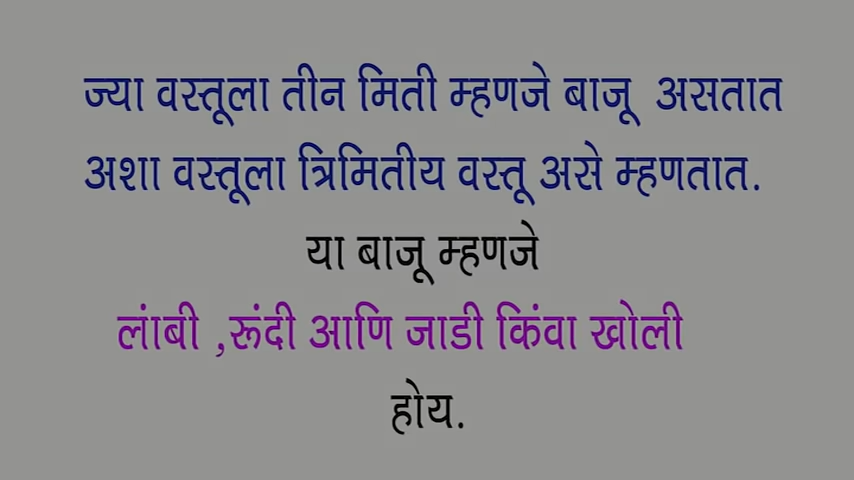 ज्या वस्तूला तीन मिती म्हणजे बाजू असतात
अशा वस्तूला त्रिमितीय वस्तू असे म्हणतात.
या बाजू म्हणजे
लांबी ,रूंदी आणि जाडी किंवा खोली
होय.